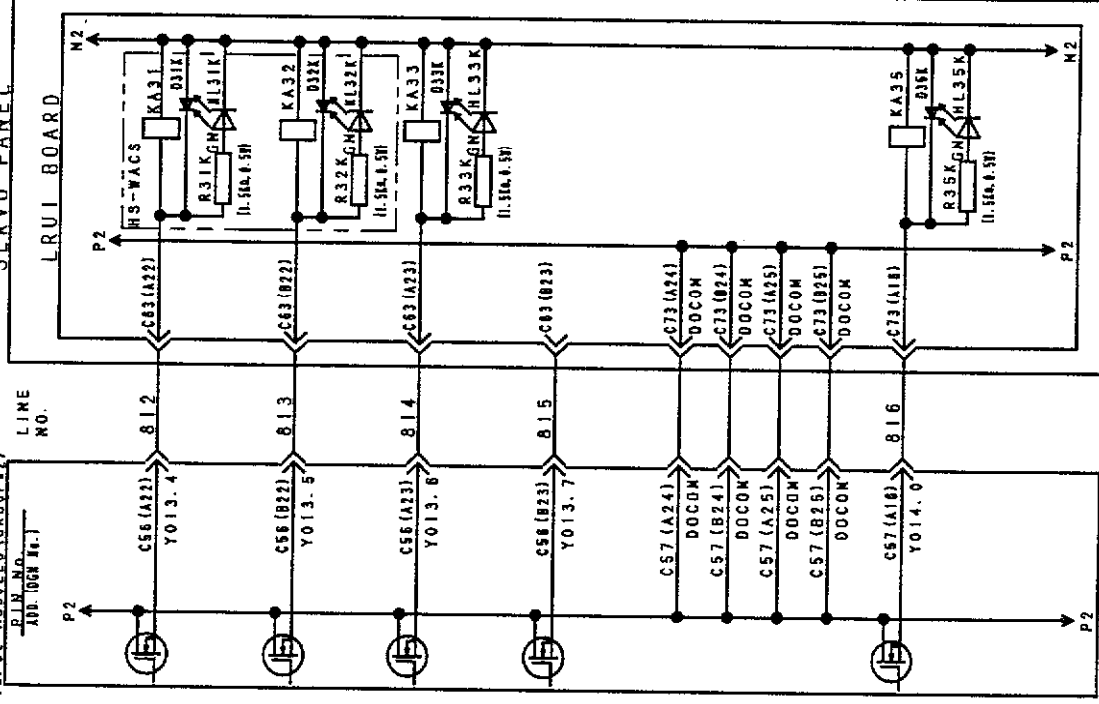 SERVO PANEL
LRUI BOARD
N2
KA31
D31K
HL31K
GN
R31K
(1.5KΩ,0.5W)
HS-WACS
KA32
D32K
HL32K
GN
R32K
(1.5KΩ,0.5W)
KA33
D33K
HL33K
GN
R33K
(1.5KΩ,0.5W)
KA35
D35K
HL35K
GN
R35K
(1.5KΩ,0.5W)
N2
P2
P2
C63(A22)
C63(B22)
C63(A23)
C63(B23)
C73(A24)
DOCOM
C73(B24)
DOCOM
C73(A25)
DOCOM
C73(B25)
DOCOM
C73(A16)
LINE
NO.
812
813
814
815
816
PIN NO.
ADD.(DGN No.)
P2
C56(A22)
Y013.4
C56(B22)
Y013.5
C56(A23)
Y013.6
C56(B23)
Y013.7
C57(A24)
DOCOM
C57(B24)
DOCOM
C57(A25)
DOCOM
C57(B25)
DOCOM
C57(A16)
Y014.0
P2